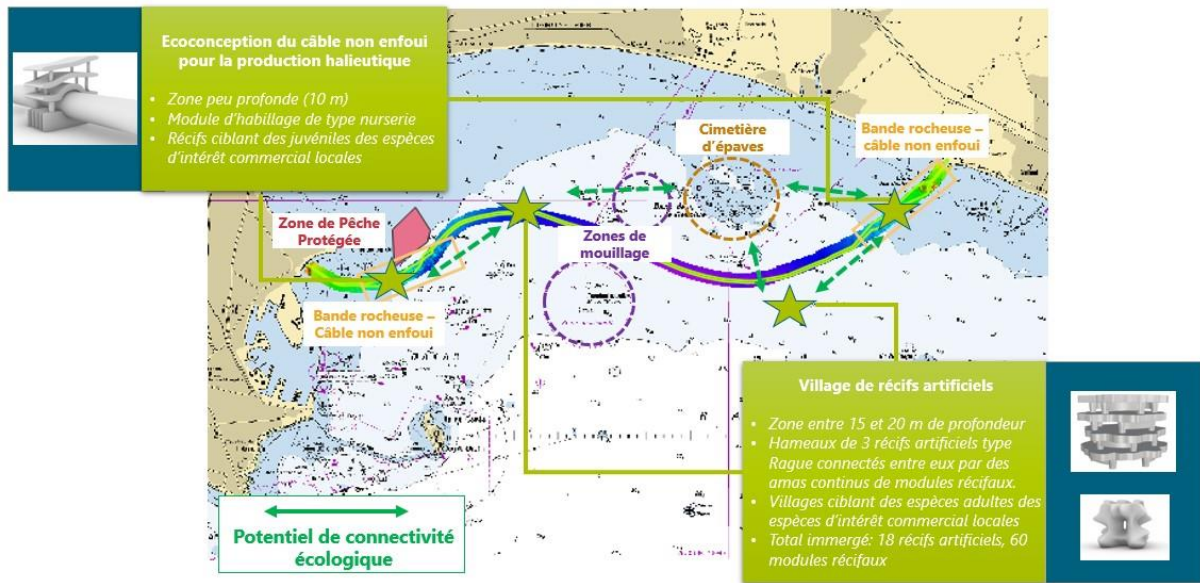 Ecoconception du câble non enfoui
pour la production halieutique
• Zone peu profonde (10 m)
• Module d'habillage de type nurserie
• Récifs ciblant des juvéniles des espèces
d'intérêt commercial locales
Cimetière
d'épaves
Bande rocheuse –
câble non enfoui
Zone de Pêche
Protégée
Zones de
mouillage
Bande rocheuse –
Câble non enfoui
Village de récifs artificiels
• Zone entre 15 et 20 m de profondeur
• Hameaux de 3 récifs artificiels type
Rague connectés entre eux par des
amas continus de modules récifaux.
• Villages ciblant des espèces adultes des
espèces d'intérêt commercial locales
• Total immergé: 18 récifs artificiels, 60
modules récifaux
Potentiel de connectivité
écologique